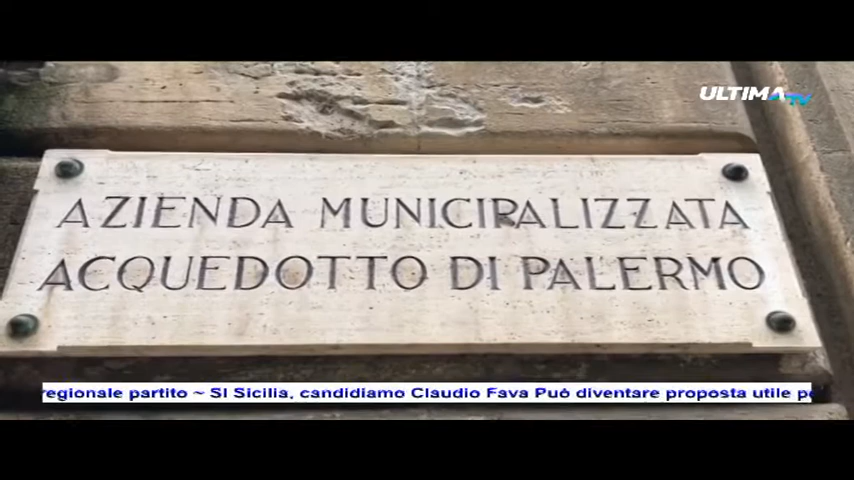 ULTIMA
TV
AZIENDA MUNICIPALIZZATA
ACQUEDOTTO DI PALERMO
regionale partito ~ SI Sicilia, candidiamo Claudio Fava Può diventare proposta utile